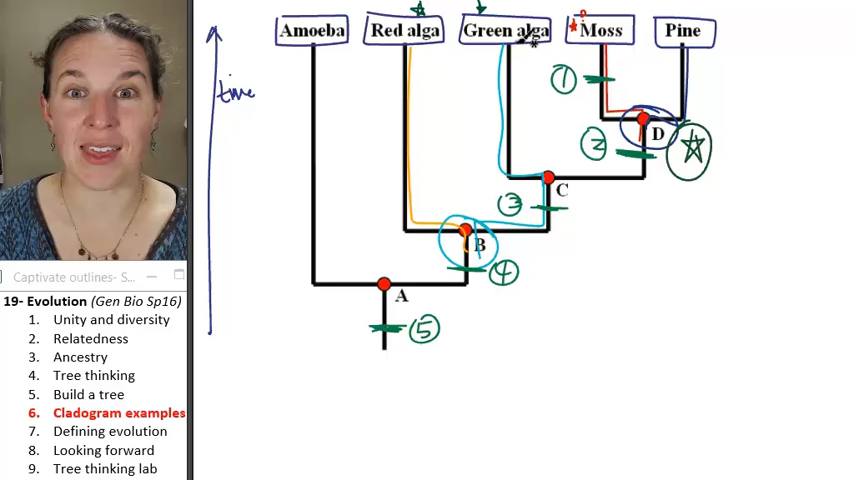 Amoeba Red alga Green alga Moss Pine
time
①
D
②
C
③
B
④
A
⑤
Captivate outlines- S...
19- Evolution (Gen Bio Sp16)
1. Unity and diversity
2. Relatedness
3. Ancestry
4. Tree thinking
5. Build a tree
6. Cladogram examples
7. Defining evolution
8. Looking forward
9. Tree thinking lab